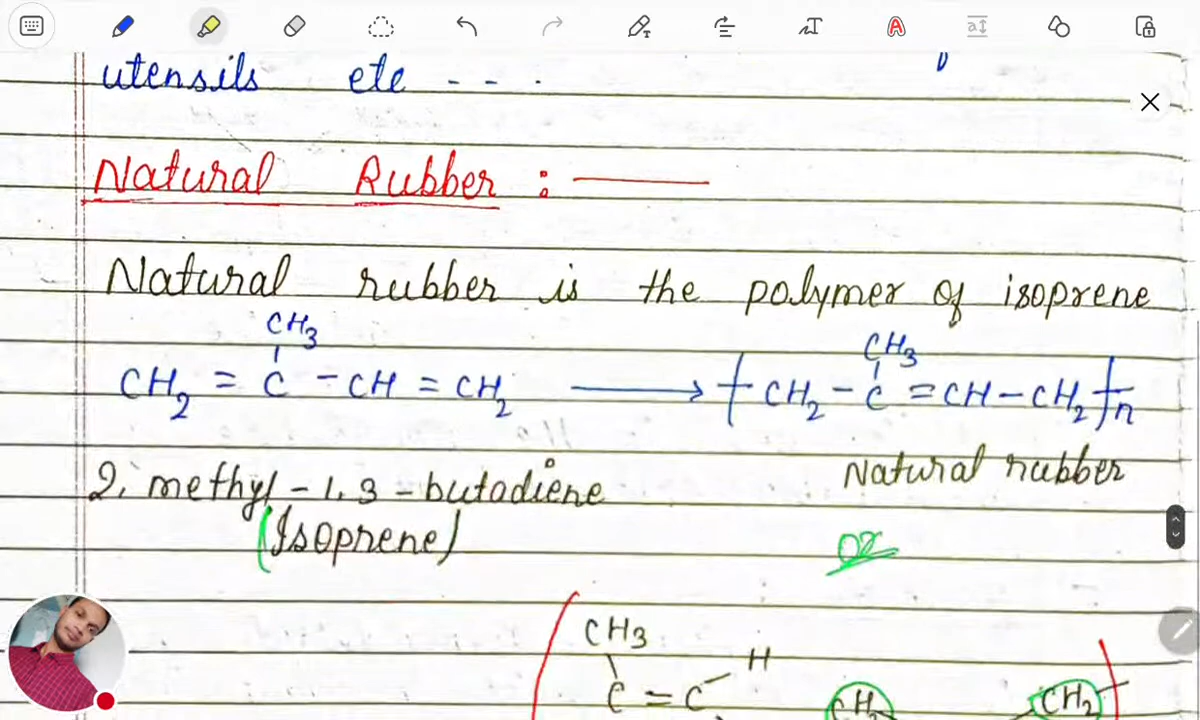 utensils etc - - .
Natural Rubber : ——
Natural rubber is the polymer of isoprene
CH3 CH3
CH2 = C - CH = CH2 ⟶ -[CH2 - C = CH - CH2]-n
Natural rubber
2. methyl - 1, 3 - butadiene
(Isoprene)
OR
CH3
H
C = C CH2 CH2